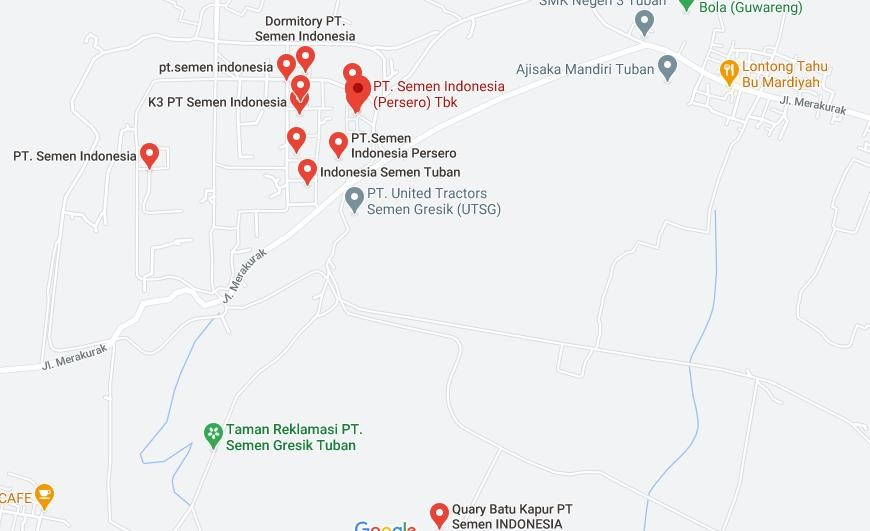 SMK Negeri 3 Tuban
Bola (Guwareng)
Dormitory PT.
Semen Indonesia
pt.semen indonesia
Ajisaka Mandiri Tuban
Lontong Tahu
Bu Mardiyah
PT. Semen Indonesia
(Persero) Tbk
K3 PT Semen Indonesia
Jl. Merakurak
PT.Semen
Indonesia Persero
PT. Semen Indonesia
Indonesia Semen Tuban
PT. United Tractors
Semen Gresik (UTSG)
Jl. Merakurak
Jl. Merakurak
Taman Reklamasi PT.
Semen Gresik Tuban
CAFE
Quary Batu Kapur PT
Semen INDONESIA
Google